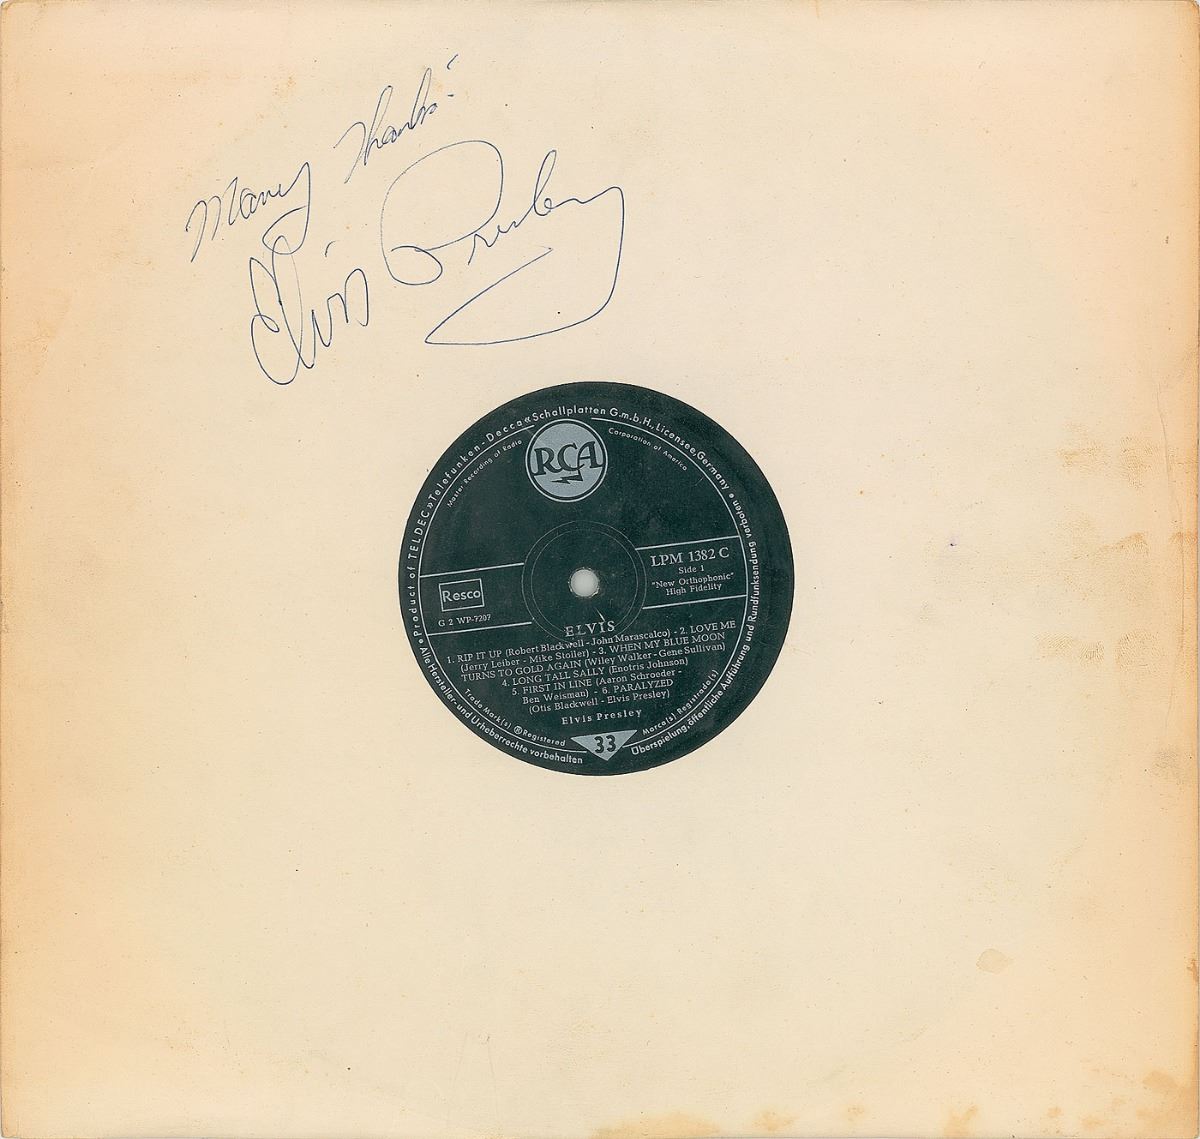 Many Thanks
Elvis Presley
Product of TELDEC »Telefunken-Decca« Schallplatten G.m.b.H., Licensee, Germany
Master Recording of Radio Corporation of America
RCA
LPM 1382 C
Side 1
"New Orthophonic"
High Fidelity
Resco
G 2 WP-7207
ELVIS
1. RIP IT UP (Robert Blackwell - John Marascalco) - 2. LOVE ME
(Jerry Leiber - Mike Stoller) - 3. WHEN MY BLUE MOON
TURNS TO GOLD AGAIN (Wiley Walker - Gene Sullivan)
4. LONG TALL SALLY (Enotris Johnson)
5. FIRST IN LINE (Aaron Schroeder -
Ben Weisman) - 6. PARALYZED
(Otis Blackwell - Elvis Presley)
Elvis Presley
Trade Mark(s) ®Registered
Marca(s) Registrada(s)
33
• Alle Hersteller- und Urheberrechte vorbehalten
Überspielung, öffentliche Aufführung und Rundfunksendung verboten •